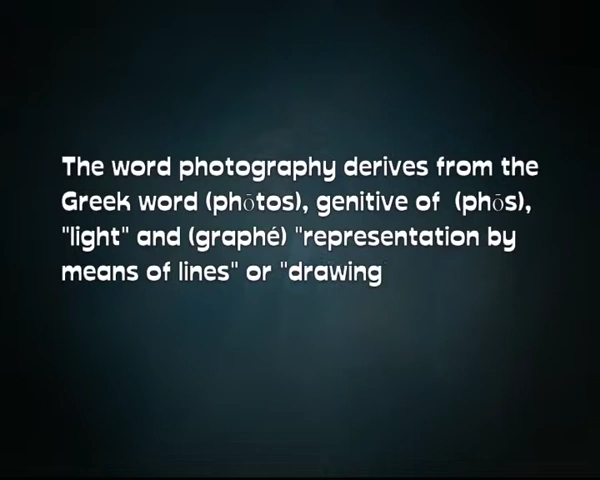 The word photography derives from the
Greek word (phōtos), genitive of (phōs),
"light" and (graphé) "representation by
means of lines" or "drawing